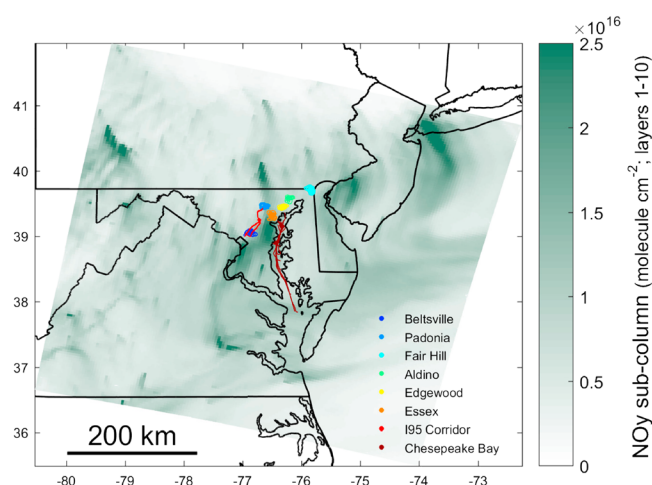 ×10^16
2.5
2
1.5
1
0.5
0
NOy sub-column (molecule cm^-2; layers 1-10)
41
40
39
38
37
36
Beltsville
Padonia
Fair Hill
Aldino
Edgewood
Essex
I95 Corridor
Chesepeake Bay
200 km
-80 -79 -78 -77 -76 -75 -74 -73